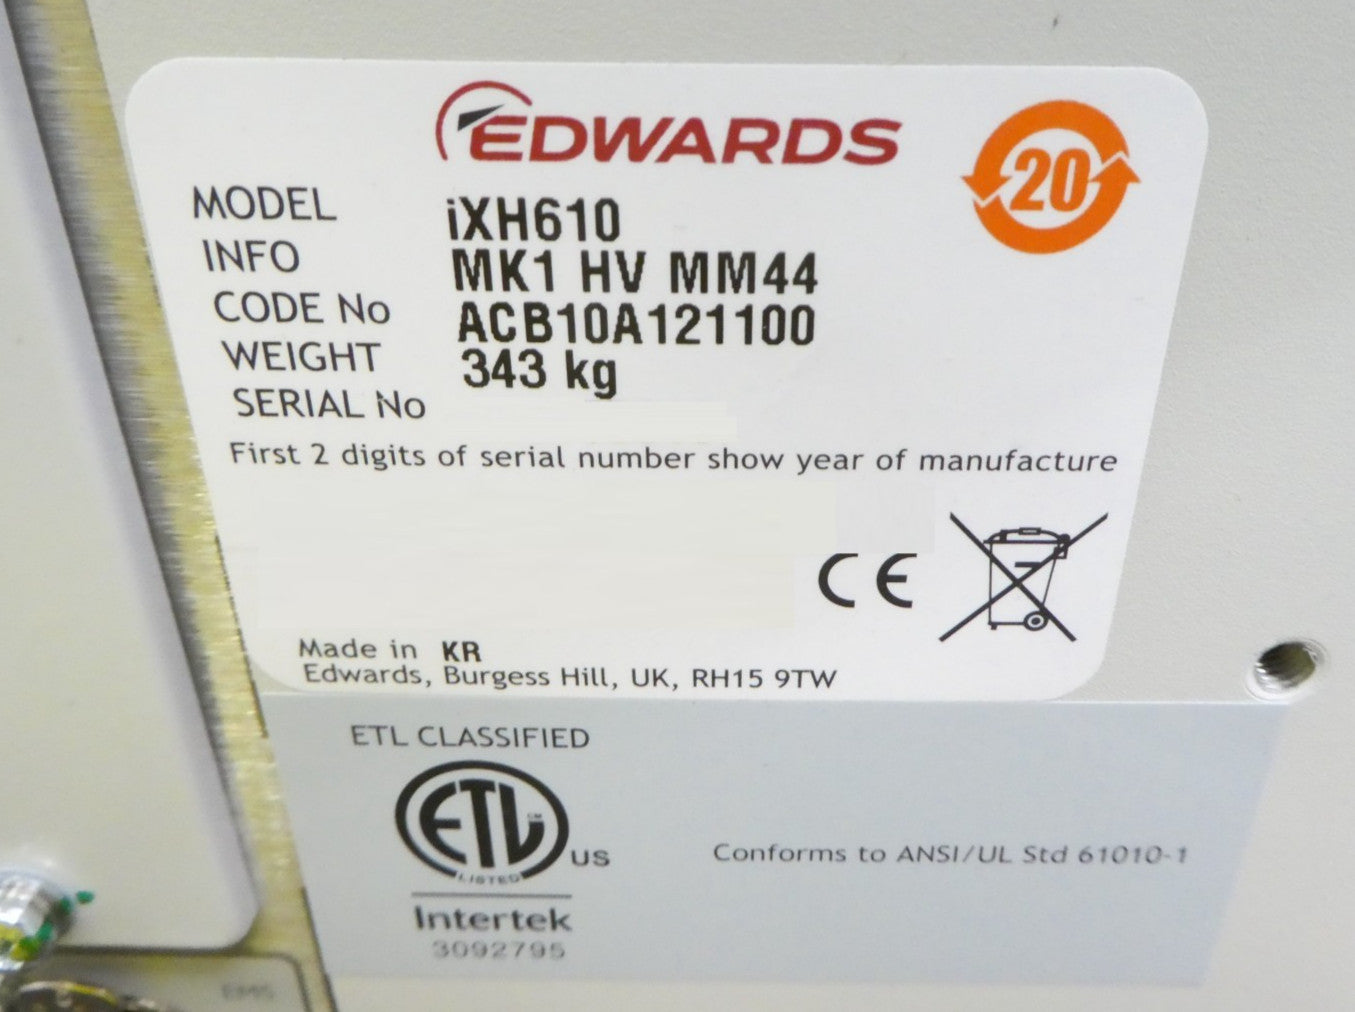 EDWARDS
20
MODEL iXH610
INFO MK1 HV MM44
CODE No ACB10A121100
WEIGHT 343 kg
SERIAL No
First 2 digits of serial number show year of manufacture
CE
Made in KR
Edwards, Burgess Hill, UK, RH15 9TW
ETL CLASSIFIED
ETL CM
LISTED
US
Conforms to ANSI/UL Std 61010-1
Intertek
3092795
EMS